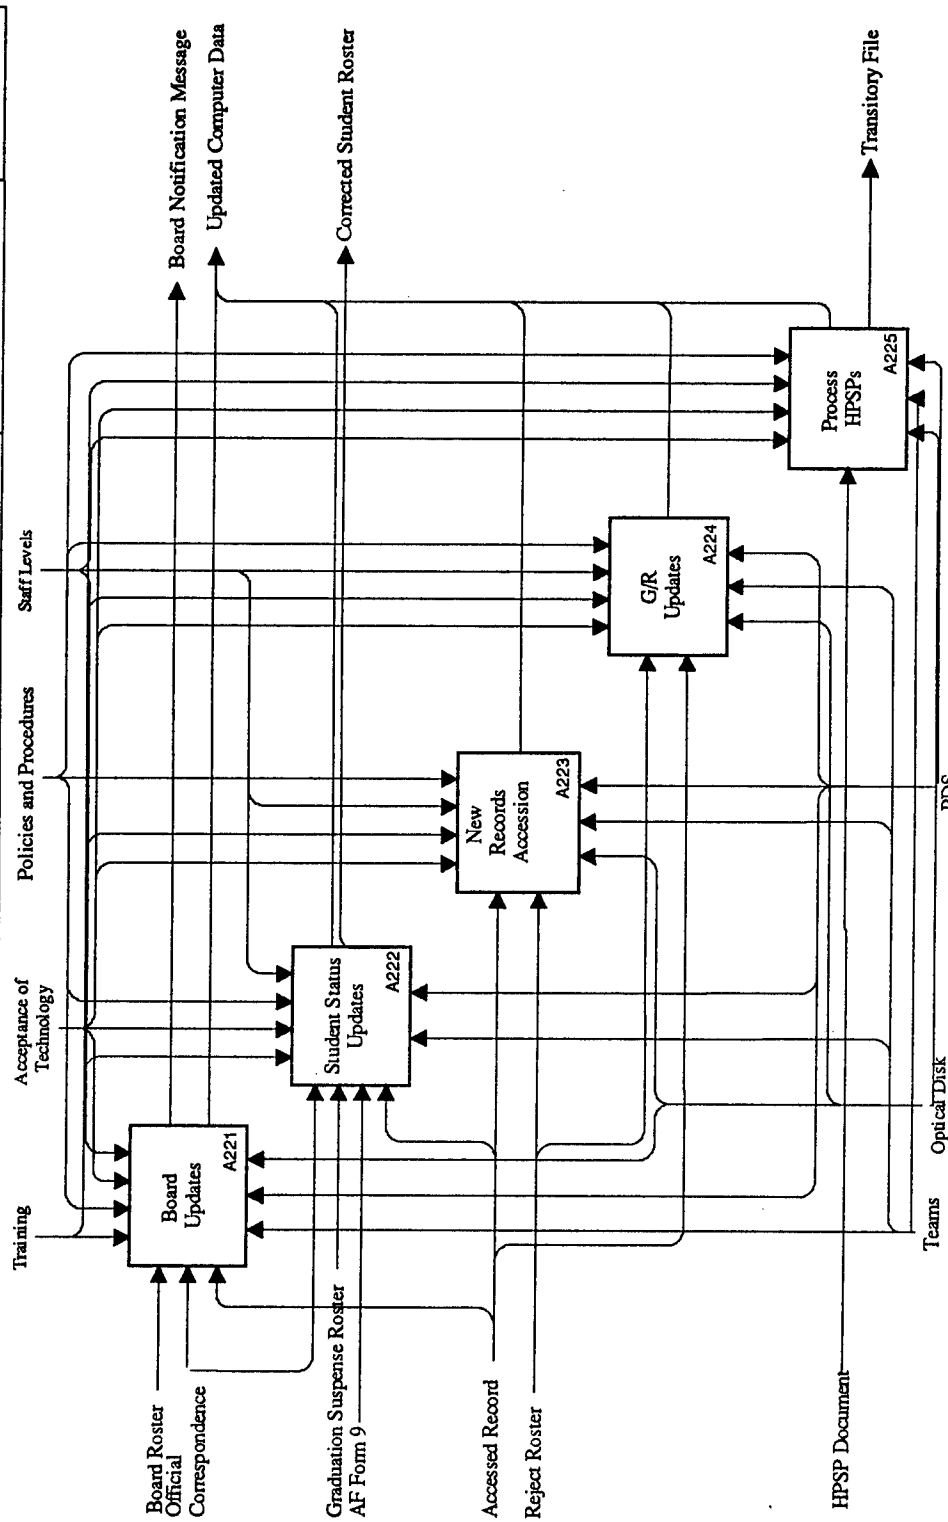 Training
Acceptance of
Technology
Policies and Procedures
Staff Levels
Board Roster
Official
Correspondence
Graduation Suspense Roster
AF Form 9
Accessed Record
Reject Roster
HPSP Document
Board
Updates
A221
Student Status
Updates
A222
New
Records
Accession
A223
G/R
Updates
A224
Process
HPSPs
A225
Board Notification Message
Updated Computer Data
Corrected Student Roster
Transitory File
Teams
Optical Disk